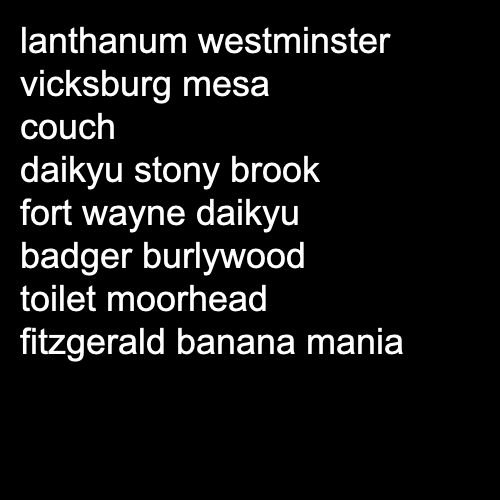 lanthanum westminster
vicksburg mesa
couch
daikyu stony brook
fort wayne daikyu
badger burlywood
toilet moorhead
fitzgerald banana mania